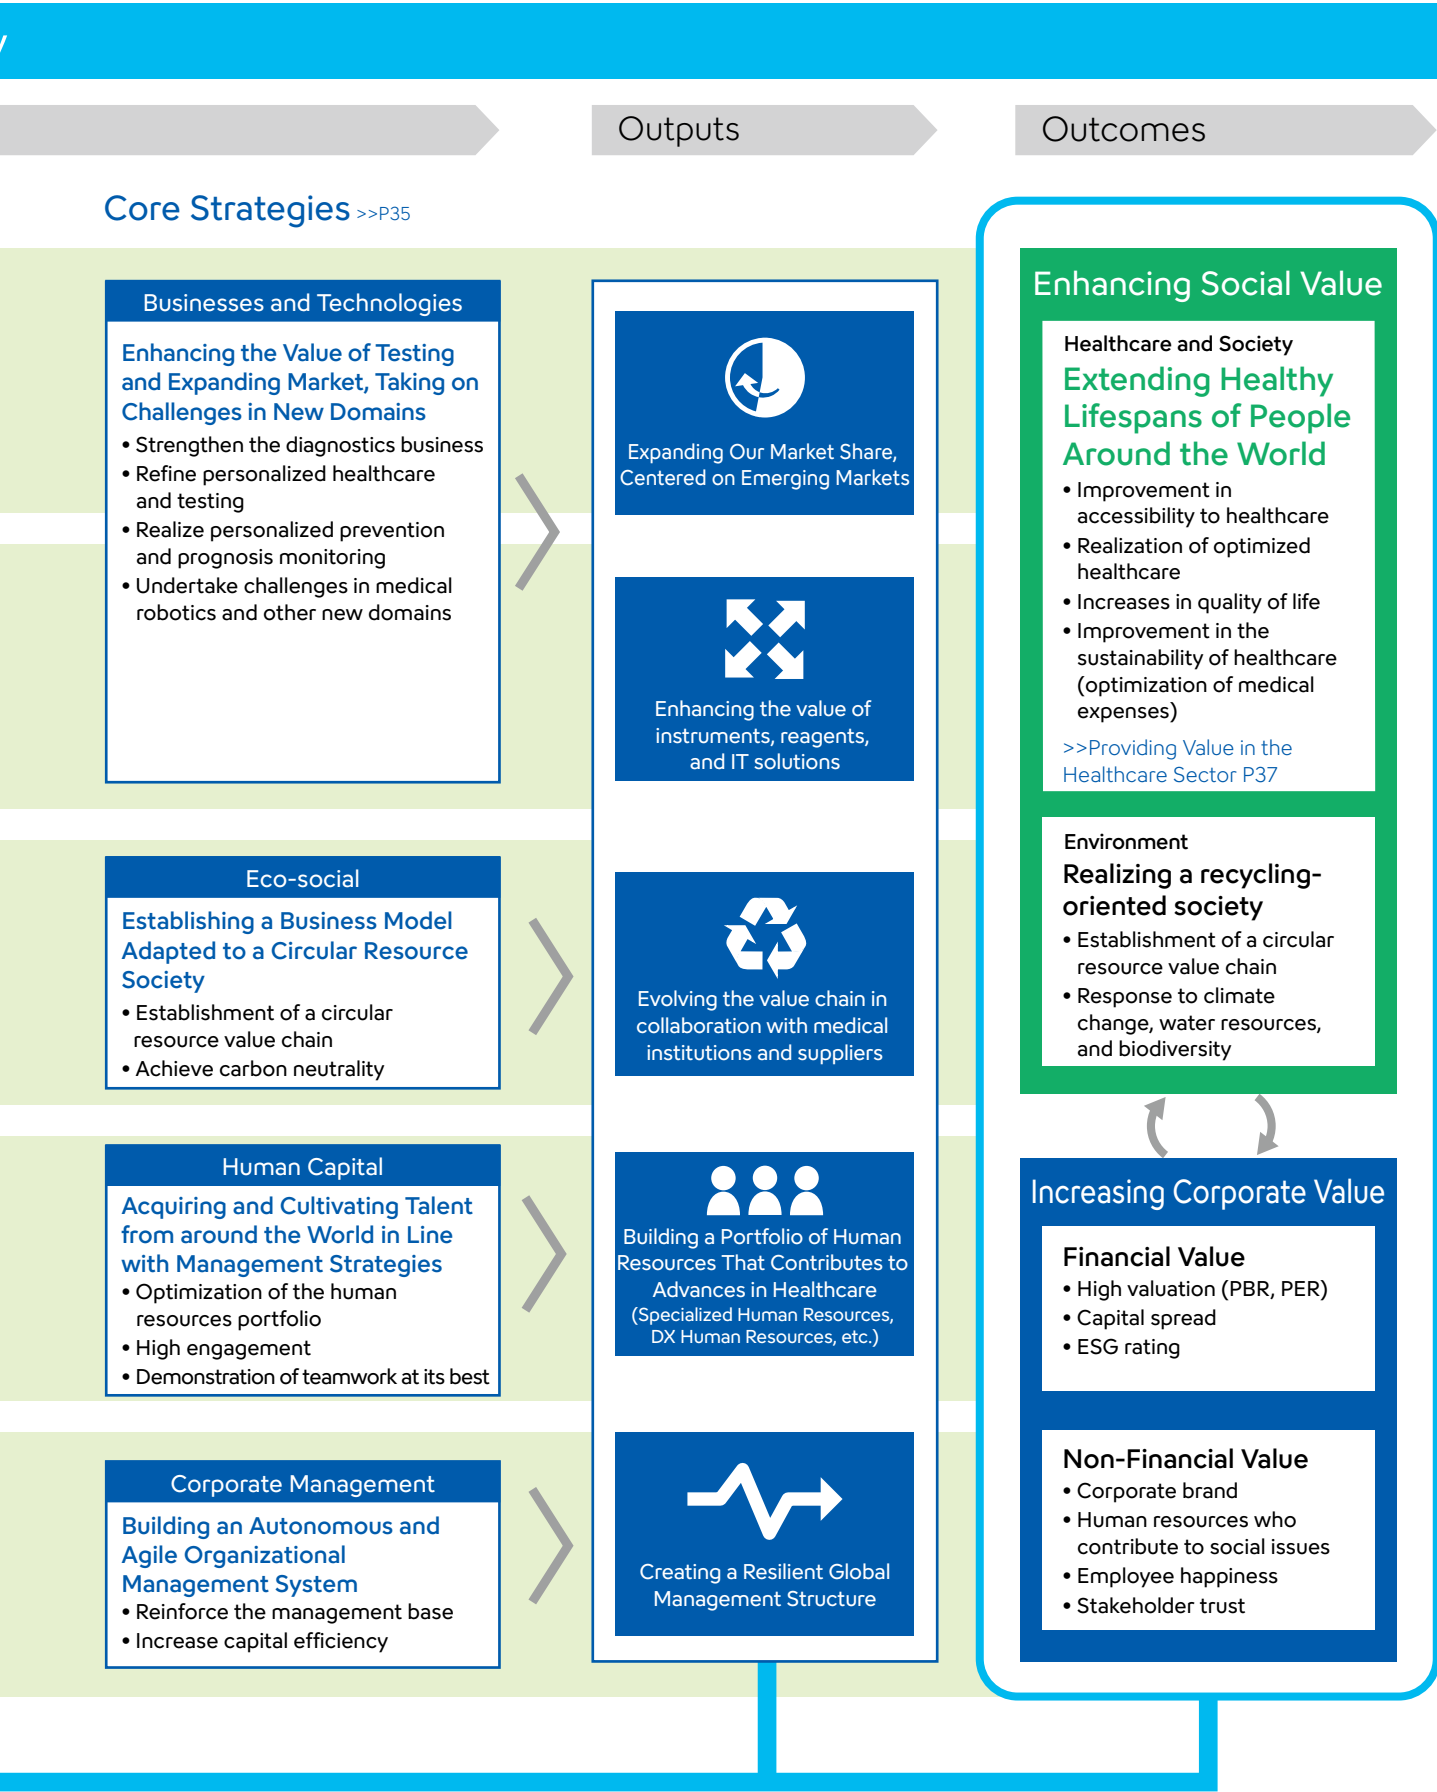 y
Outputs
Outcomes
Core Strategies >>P35
Businesses and Technologies
Enhancing the Value of Testing
and Expanding Market, Taking on
Challenges in New Domains
• Strengthen the diagnostics business
• Refine personalized healthcare
and testing
• Realize personalized prevention
and prognosis monitoring
• Undertake challenges in medical
robotics and other new domains
Eco-social
Establishing a Business Model
Adapted to a Circular Resource
Society
• Establishment of a circular
resource value chain
• Achieve carbon neutrality
Human Capital
Acquiring and Cultivating Talent
from around the World in Line
with Management Strategies
• Optimization of the human
resources portfolio
• High engagement
• Demonstration of teamwork at its best
Corporate Management
Building an Autonomous and
Agile Organizational
Management System
• Reinforce the management base
• Increase capital efficiency
Expanding Our Market Share,
Centered on Emerging Markets
Enhancing the value of
instruments, reagents,
and IT solutions
Evolving the value chain in
collaboration with medical
institutions and suppliers
Building a Portfolio of Human
Resources That Contributes to
Advances in Healthcare
(Specialized Human Resources,
DX Human Resources, etc.)
Creating a Resilient Global
Management Structure
Enhancing Social Value
Healthcare and Society
Extending Healthy
Lifespans of People
Around the World
• Improvement in
accessibility to healthcare
• Realization of optimized
healthcare
• Increases in quality of life
• Improvement in the
sustainability of healthcare
(optimization of medical
expenses)
>>Providing Value in the
Healthcare Sector P37
Environment
Realizing a recycling-
oriented society
• Establishment of a circular
resource value chain
• Response to climate
change, water resources,
and biodiversity
Increasing Corporate Value
Financial Value
• High valuation (PBR, PER)
• Capital spread
• ESG rating
Non-Financial Value
• Corporate brand
• Human resources who
contribute to social issues
• Employee happiness
• Stakeholder trust